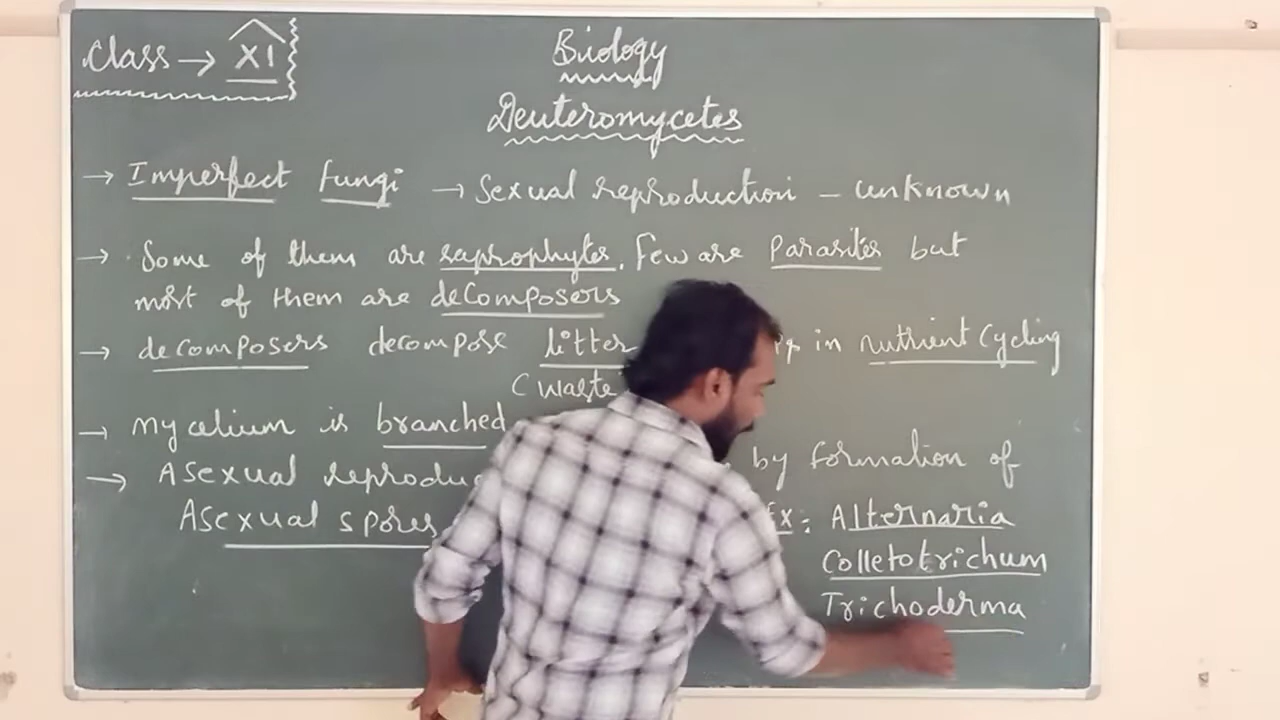 Class → XI
Biology
Deuteromycetes
→ Imperfect fungi → Sexual reproduction – unknown
→ Some of them are saprophytes. Few are Parasites but
most of them are decomposers
→ decomposers decompose litter in nutrient Cycling
(waste
→ Mycelium is branched
→ Asexual by formation of
Asexual spores Ex: Alternaria
Colletotrichum
Trichoderma